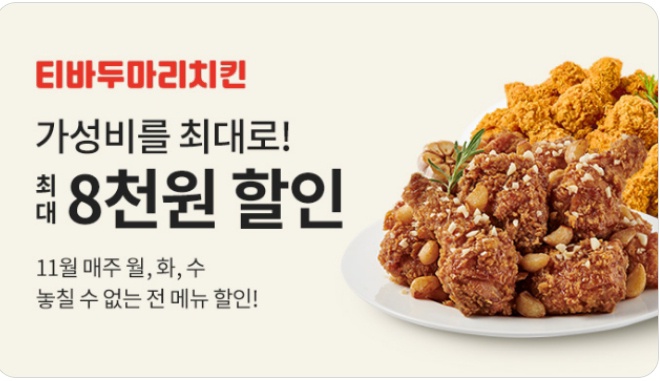 티바두마리치킨
가성비를 최대로!
최대 8천원 할인
11월 매주 월, 화, 수
놓칠 수 없는 전 메뉴 할인!